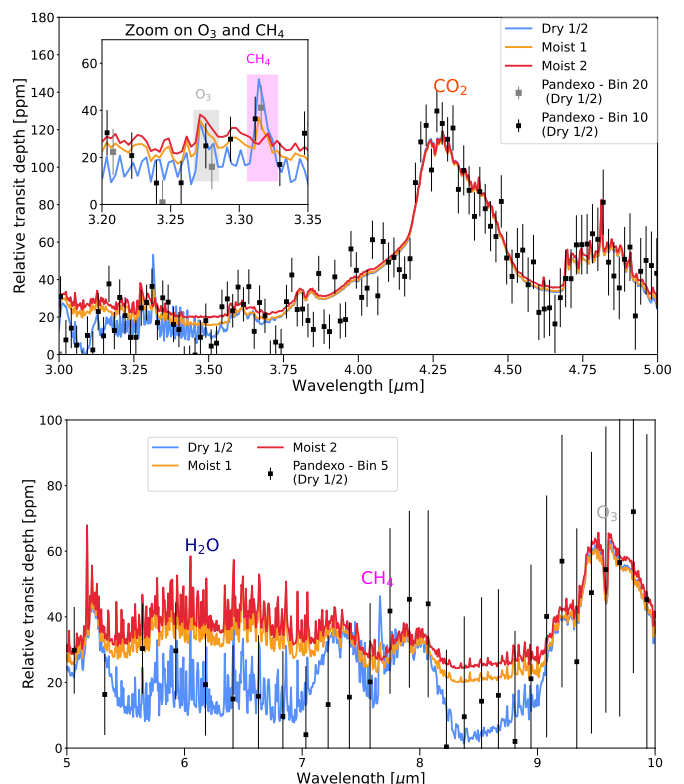 180
160
140
120
100
80
60
40
20
0
Relative transit depth [ppm]
Zoom on O₃ and CH₄
CH₄
O₃
60
40
20
0
3.20 3.25 3.30 3.35
CO₂
Dry 1/2
Moist 1
Moist 2
Pandexo - Bin 20
(Dry 1/2)
Pandexo - Bin 10
(Dry 1/2)
3.00 3.25 3.50 3.75 4.00 4.25 4.50 4.75 5.00
Wavelength [μm]
100
80
60
40
20
0
Relative transit depth [ppm]
Dry 1/2
Moist 1
Moist 2
Pandexo - Bin 5
(Dry 1/2)
H₂O
CH₄
O₃
5 6 7 8 9 10
Wavelength [μm]